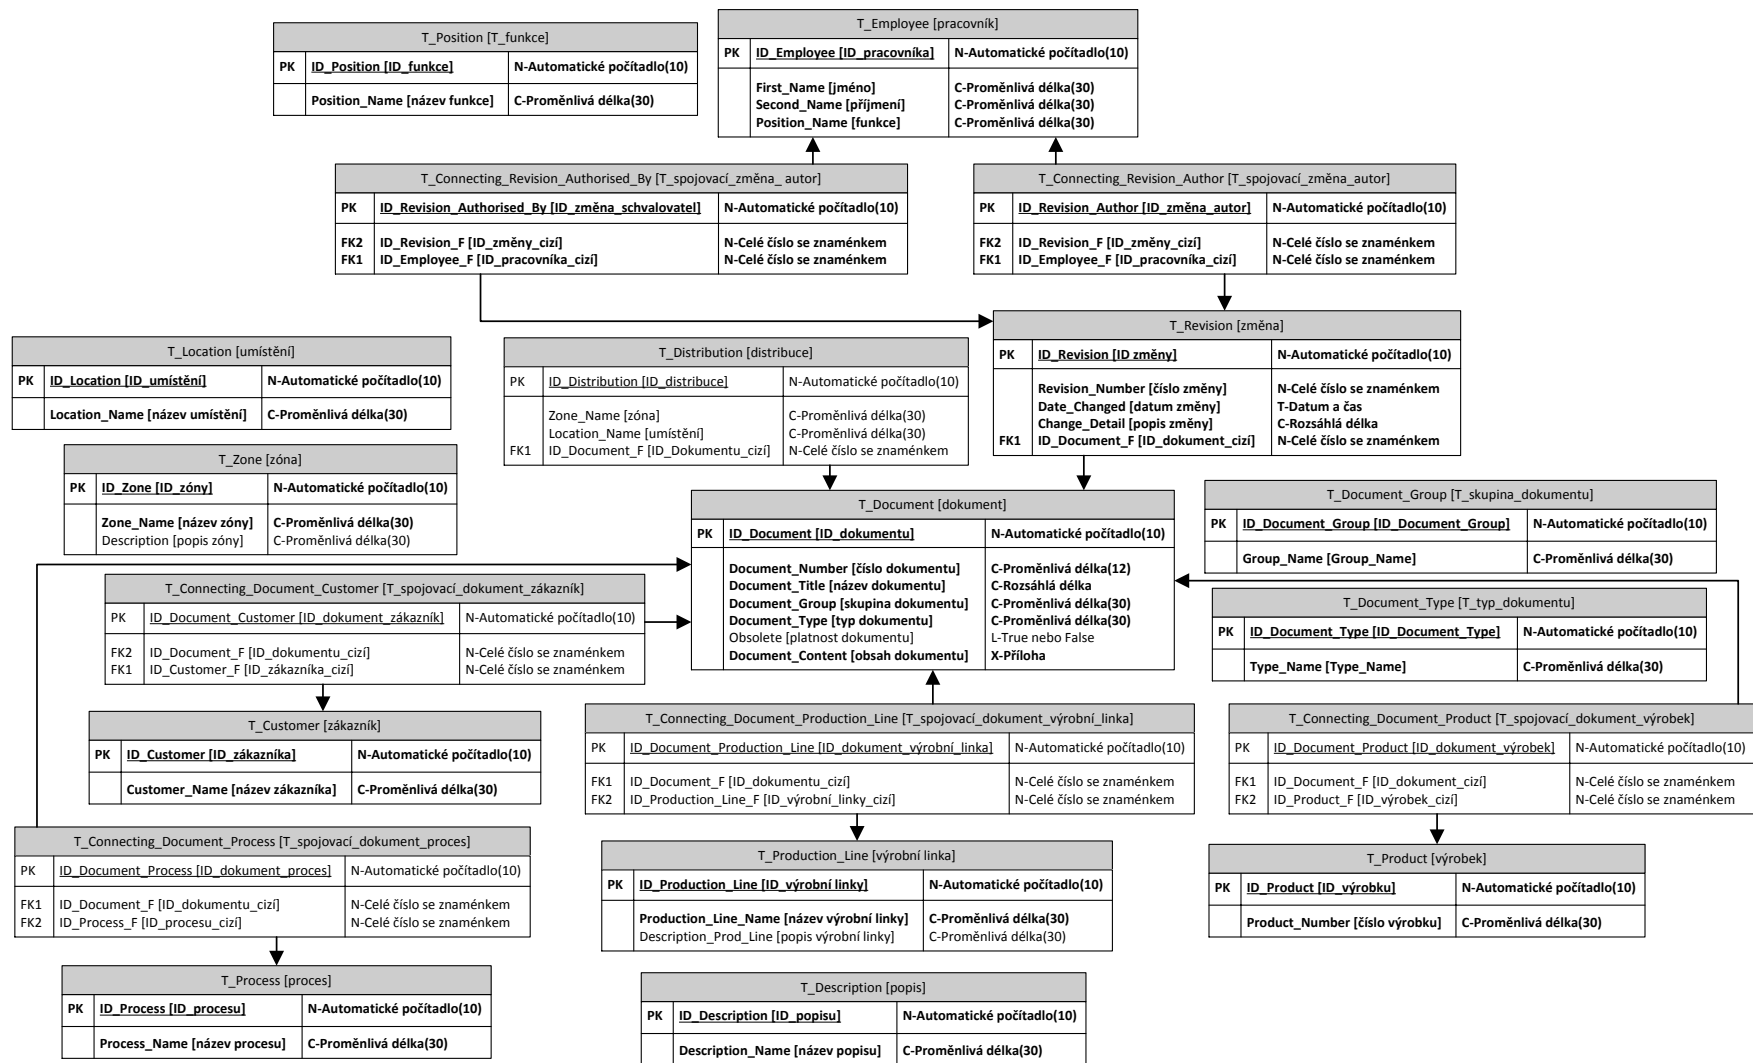 T_Position [T_funkce]
PK ID_Position [ID_funkce] N-Automatické počítadlo(10)
Position_Name [název funkce] C-Proměnlivá délka(30)
T_Employee [pracovník]
PK ID_Employee [ID_pracovníka] N-Automatické počítadlo(10)
First_Name [jméno] C-Proměnlivá délka(30)
Second_Name [příjmení] C-Proměnlivá délka(30)
Position_Name [funkce] C-Proměnlivá délka(30)
T_Connecting_Revision_Authorised_By [T_spojovací_změna_ autor]
PK ID_Revision_Authorised_By [ID_změna_schvalovatel] N-Automatické počítadlo(10)
FK2 ID_Revision_F [ID_změny_cizí] N-Celé číslo se znaménkem
FK1 ID_Employee_F [ID_pracovníka_cizí] N-Celé číslo se znaménkem
T_Connecting_Revision_Author [T_spojovací_změna_autor]
PK ID_Revision_Author [ID_změna_autor] N-Automatické počítadlo(10)
FK2 ID_Revision_F [ID_změny_cizí] N-Celé číslo se znaménkem
FK1 ID_Employee_F [ID_pracovníka_cizí] N-Celé číslo se znaménkem
T_Location [umístění]
PK ID_Location [ID_umístění] N-Automatické počítadlo(10)
Location_Name [název umístění] C-Proměnlivá délka(30)
T_Distribution [distribuce]
PK ID_Distribution [ID_distribuce] N-Automatické počítadlo(10)
Zone_Name [zóna] C-Proměnlivá délka(30)
Location_Name [umístění] C-Proměnlivá délka(30)
FK1 ID_Document_F [ID_Dokumentu_cizí] N-Celé číslo se znaménkem
T_Revision [změna]
PK ID_Revision [ID změny] N-Automatické počítadlo(10)
Revision_Number [číslo změny] N-Celé číslo se znaménkem
Date_Changed [datum změny] T-Datum a čas
Change_Detail [popis změny] C-Rozsáhlá délka
FK1 ID_Document_F [ID_dokument_cizí] N-Celé číslo se znaménkem
T_Zone [zóna]
PK ID_Zone [ID_zóny] N-Automatické počítadlo(10)
Zone_Name [název zóny] C-Proměnlivá délka(30)
Description [popis zóny] C-Proměnlivá délka(30)
T_Document [dokument]
PK ID_Document [ID_dokumentu] N-Automatické počítadlo(10)
Document_Number [číslo dokumentu] C-Proměnlivá délka(12)
Document_Title [název dokumentu] C-Rozsáhlá délka
Document_Group [skupina dokumentu] C-Proměnlivá délka(30)
Document_Type [typ dokumentu] C-Proměnlivá délka(30)
Obsolete [platnost dokumentu] L-True nebo False
Document_Content [obsah dokumentu] X-Příloha
T_Document_Group [T_skupina_dokumentu]
PK ID_Document_Group [ID_Document_Group] N-Automatické počítadlo(10)
Group_Name [Group_Name] C-Proměnlivá délka(30)
T_Connecting_Document_Customer [T_spojovací_dokument_zákazník]
PK ID_Document_Customer [ID_dokument_zákazník] N-Automatické počítadlo(10)
FK2 ID_Document_F [ID_dokumentu_cizí] N-Celé číslo se znaménkem
FK1 ID_Customer_F [ID_zákazníka_cizí] N-Celé číslo se znaménkem
T_Document_Type [T_typ_dokumentu]
PK ID_Document_Type [ID_Document_Type] N-Automatické počítadlo(10)
Type_Name [Type_Name] C-Proměnlivá délka(30)
T_Customer [zákazník]
PK ID_Customer [ID_zákazníka] N-Automatické počítadlo(10)
Customer_Name [název zákazníka] C-Proměnlivá délka(30)
T_Connecting_Document_Production_Line [T_spojovací_dokument_výrobní_linka]
PK ID_Document_Production_Line [ID_dokument_výrobní_linka] N-Automatické počítadlo(10)
FK1 ID_Document_F [ID_dokumentu_cizí] N-Celé číslo se znaménkem
FK2 ID_Production_Line_F [ID_výrobní_linky_cizí] N-Celé číslo se znaménkem
T_Connecting_Document_Product [T_spojovací_dokument_výrobek]
PK ID_Document_Product [ID_dokument_výrobek] N-Automatické počítadlo(10)
FK1 ID_Document_F [ID_dokument_cizí] N-Celé číslo se znaménkem
FK2 ID_Product_F [ID_výrobek_cizí] N-Celé číslo se znaménkem
T_Connecting_Document_Process [T_spojovací_dokument_proces]
PK ID_Document_Process [ID_dokument_proces] N-Automatické počítadlo(10)
FK1 ID_Document_F [ID_dokumentu_cizí] N-Celé číslo se znaménkem
FK2 ID_Process_F [ID_procesu_cizí] N-Celé číslo se znaménkem
T_Production_Line [výrobní linka]
PK ID_Production_Line [ID_výrobní linky] N-Automatické počítadlo(10)
Production_Line_Name [název výrobní linky] C-Proměnlivá délka(30)
Description_Prod_Line [popis výrobní linky] C-Proměnlivá délka(30)
T_Product [výrobek]
PK ID_Product [ID_výrobku] N-Automatické počítadlo(10)
Product_Number [číslo výrobku] C-Proměnlivá délka(30)
T_Process [proces]
PK ID_Process [ID_procesu] N-Automatické počítadlo(10)
Process_Name [název procesu] C-Proměnlivá délka(30)
T_Description [popis]
PK ID_Description [ID_popisu] N-Automatické počítadlo(10)
Description_Name [název popisu] C-Proměnlivá délka(30)